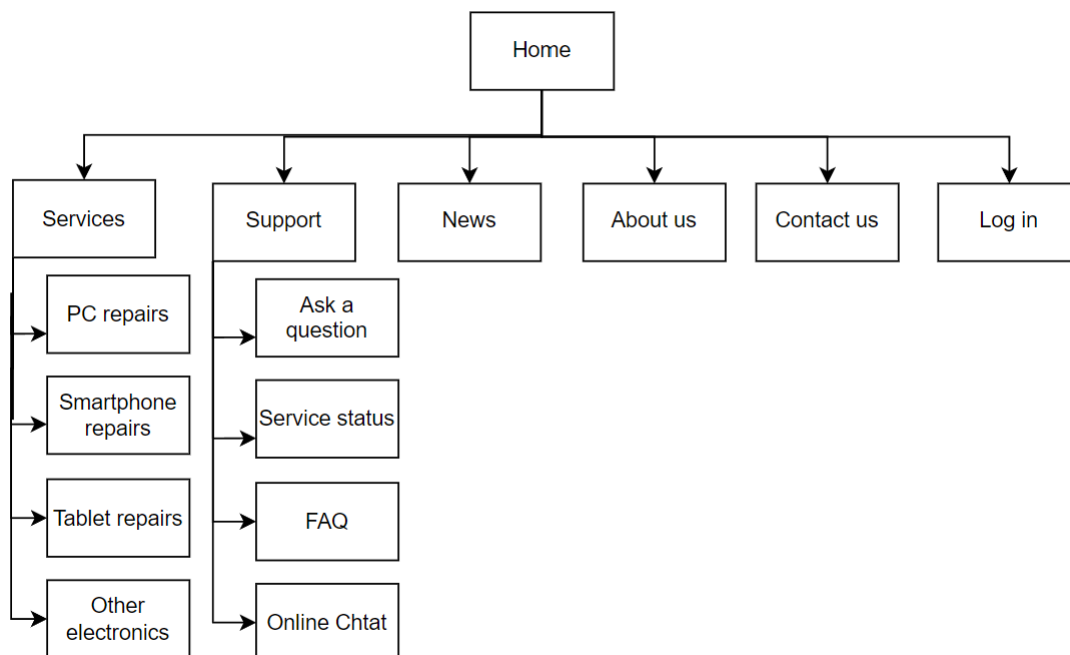 Home
Services
Support
News
About us
Contact us
Log in
PC repairs
Smartphone
repairs
Tablet repairs
Other
electronics
Ask a
question
Service status
FAQ
Online Chtat